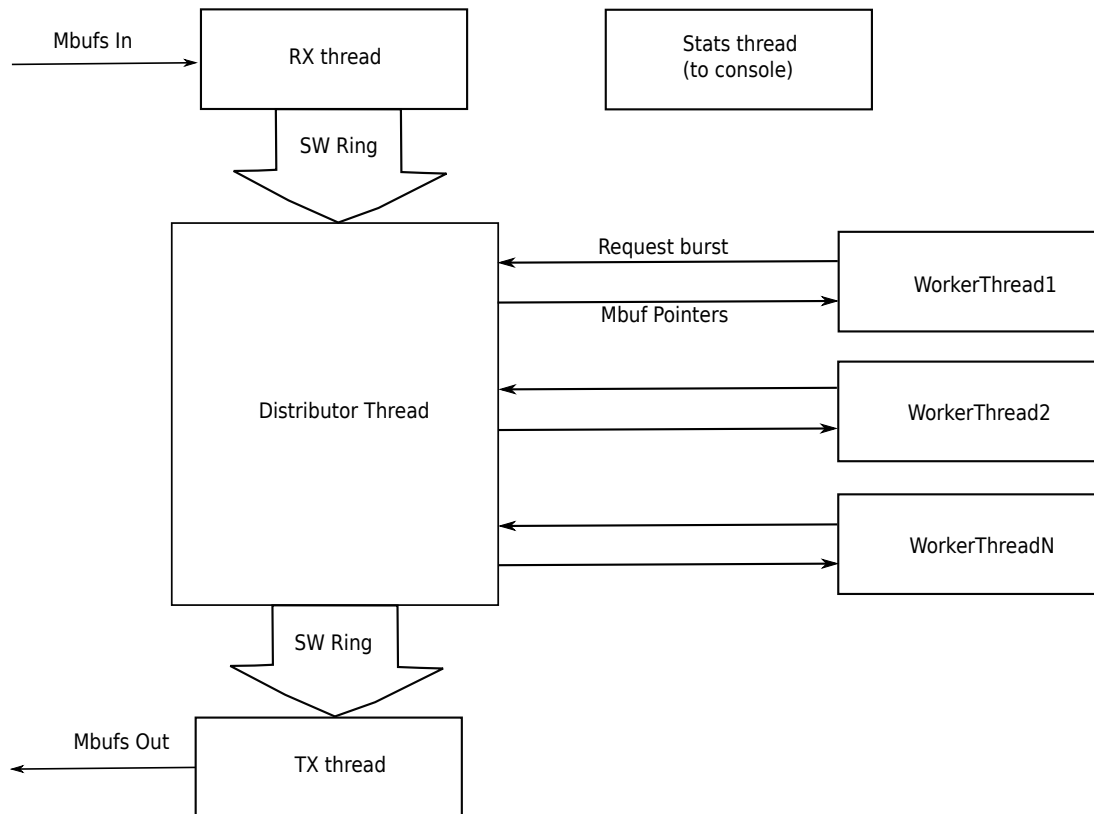 Mbufs In
RX thread
Stats thread
(to console)
SW Ring
Request burst
WorkerThread1
Mbuf Pointers
Distributor Thread
WorkerThread2
WorkerThreadN
SW Ring
Mbufs Out
TX thread